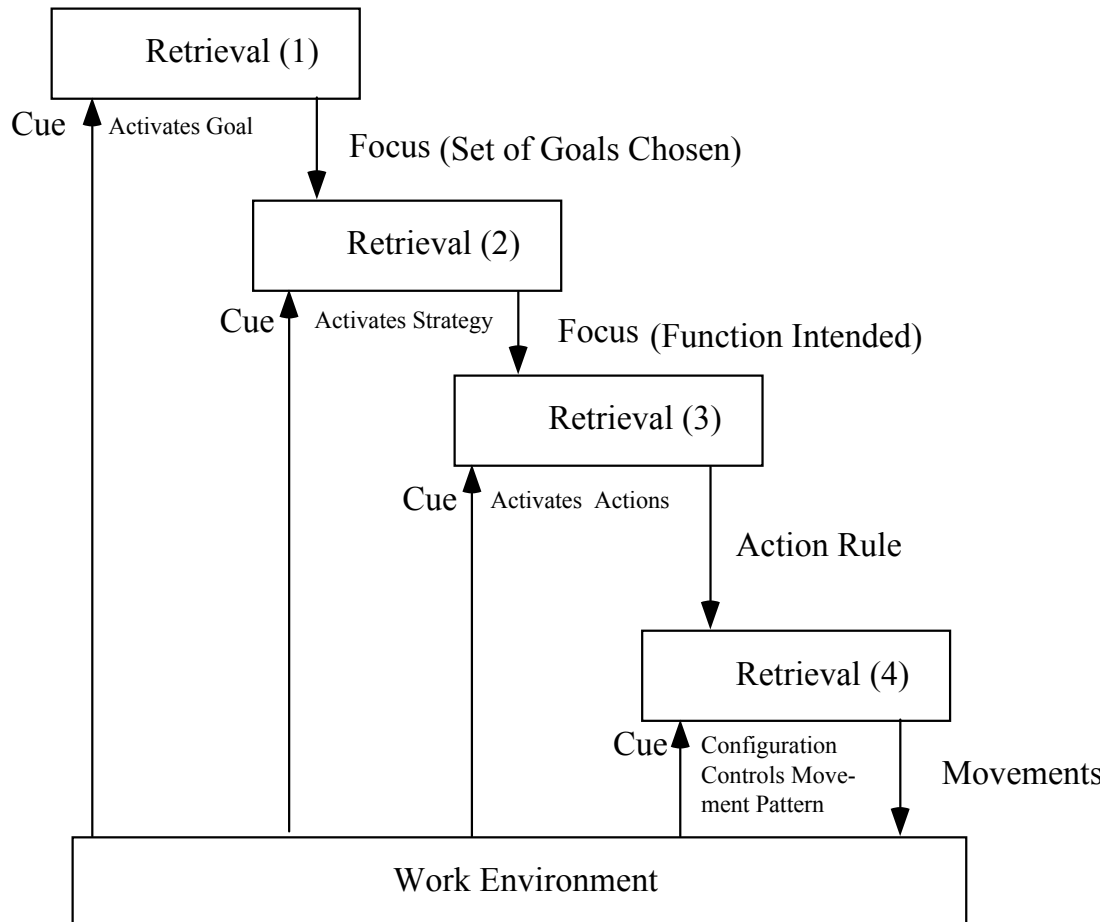 Retrieval (1)
Cue
Activates Goal
Focus (Set of Goals Chosen)
Retrieval (2)
Cue
Activates Strategy
Focus (Function Intended)
Retrieval (3)
Cue
Activates Actions
Action Rule
Retrieval (4)
Cue
Configuration
Controls Move-
ment Pattern
Movements
Work Environment